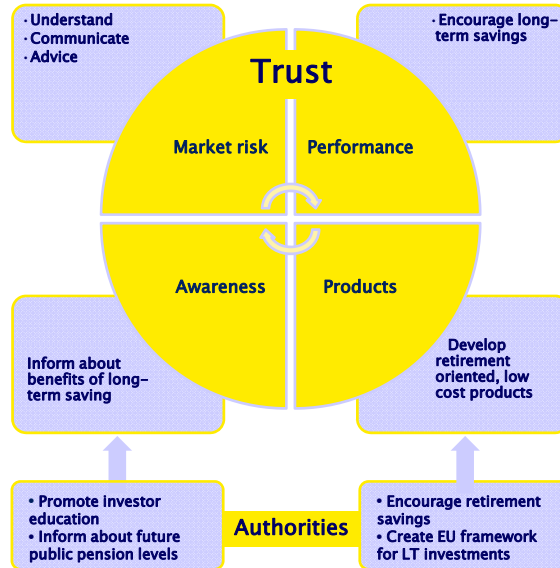 · Understand
· Communicate
· Advice
· Encourage long-
term savings
Trust
Market risk
Performance
Awareness
Products
Inform about
benefits of long-
term saving
Develop
retirement
oriented, low
cost products
• Promote investor
education
• Inform about future
public pension levels
Authorities
• Encourage retirement
savings
• Create EU framework
for LT investments